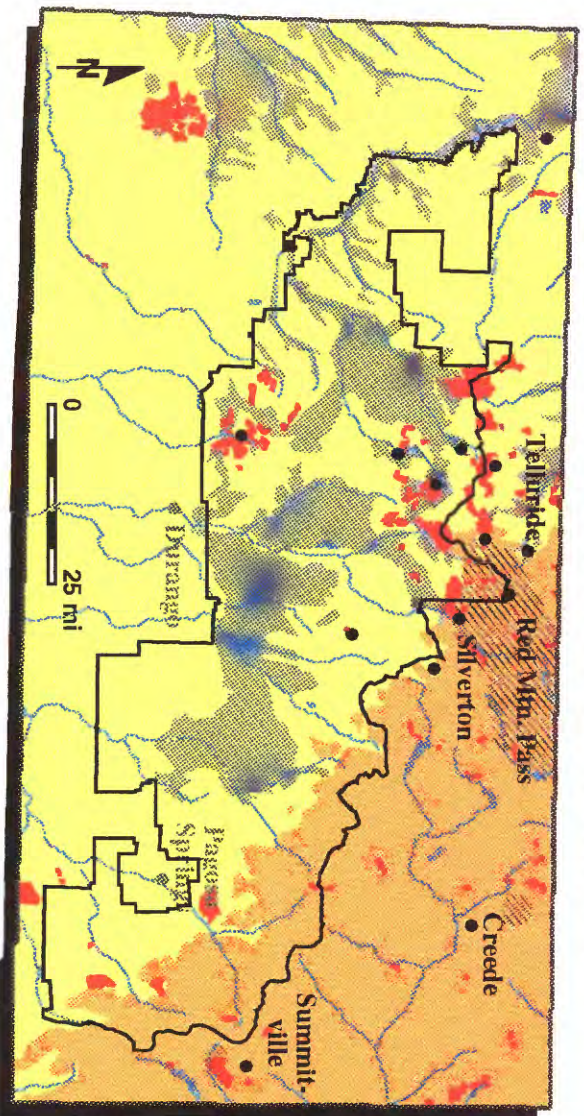 Telluride
Red Mtn. Pass
Silverton
Creede
Summit-
ville
Durango
Pagosa
Springs
N
0
25 mi